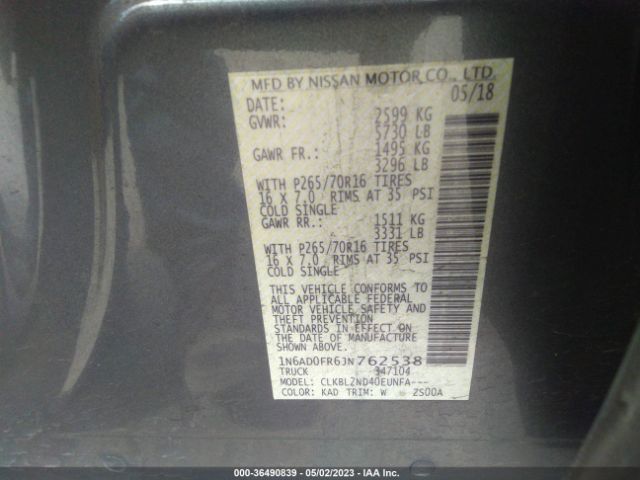 MFD BY NISSAN MOTOR CO., LTD.
DATE: 05/18
GVWR: 2599 KG
5730 LB
GAWR FR.: 1495 KG
3296 LB
WITH P265/70R16 TIRES
16 X 7.0 RIMS AT 35 PSI
COLD SINGLE
GAWR RR.: 1511 KG
3331 LB
WITH P265/70R16 TIRES
16 X 7.0 RIMS AT 35 PSI
COLD SINGLE
THIS VEHICLE CONFORMS TO
ALL APPLICABLE FEDERAL
MOTOR VEHICLE SAFETY AND
THEFT PREVENTION
STANDARDS IN EFFECT ON
THE DATE OF MANUFACTURE
SHOWN ABOVE
1N6AD0FR6JN762538
TRUCK 347104
MODEL: CLKBLZND40EUNFA---
COLOR: KAD TRIM: W 2S00A
000-36490839 - 05/02/2023 - IAA Inc.